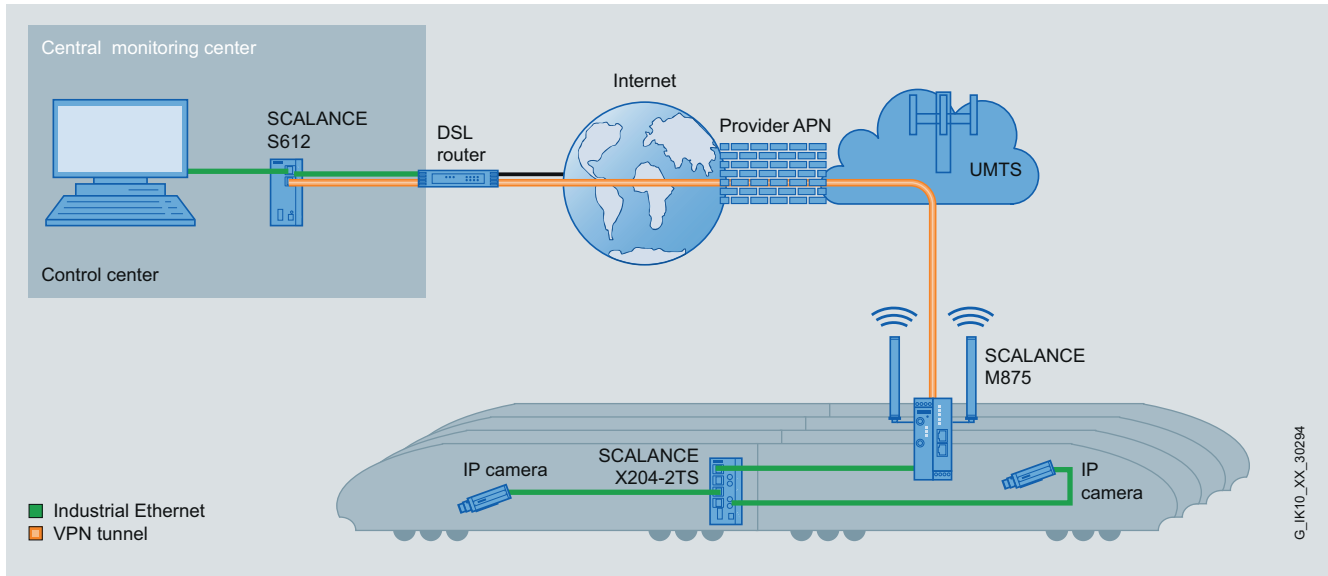 Central monitoring center
SCALANCE
S612
DSL
router
Internet
Provider APN
UMTS
Control center
SCALANCE
M875
IP camera
SCALANCE
X204-2TS
IP
camera
Industrial Ethernet
VPN tunnel
G_IK10_XX_30294